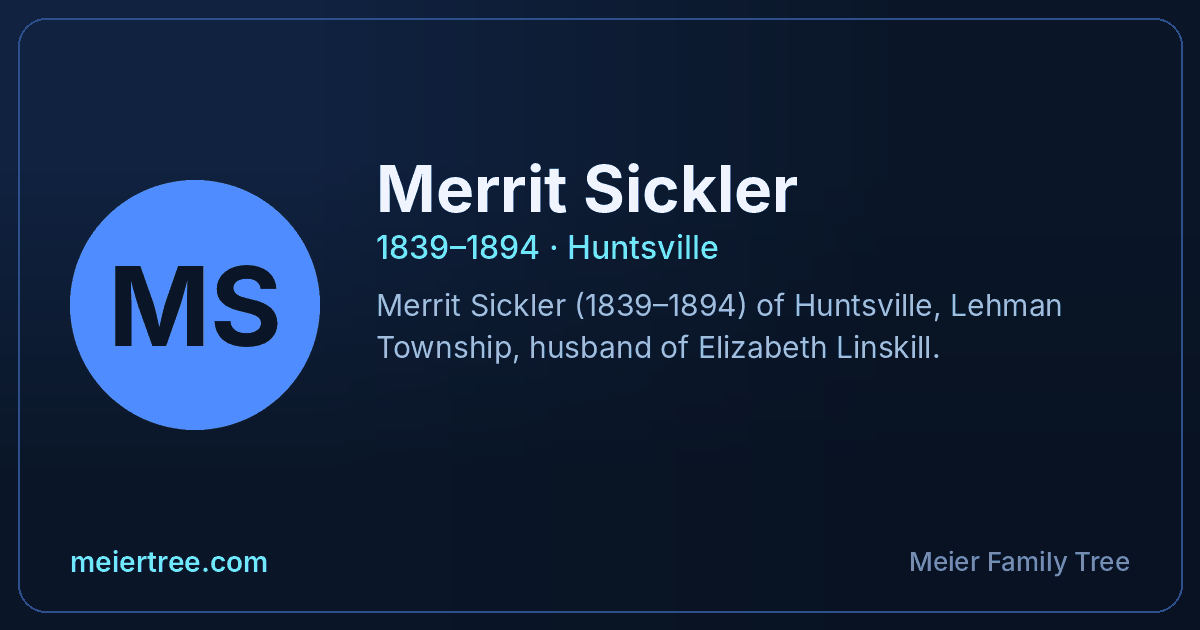 MS
Merrit Sickler
1839–1894 · Huntsville
Merrit Sickler (1839–1894) of Huntsville, Lehman
Township, husband of Elizabeth Linskill.
meiertree.com
Meier Family Tree